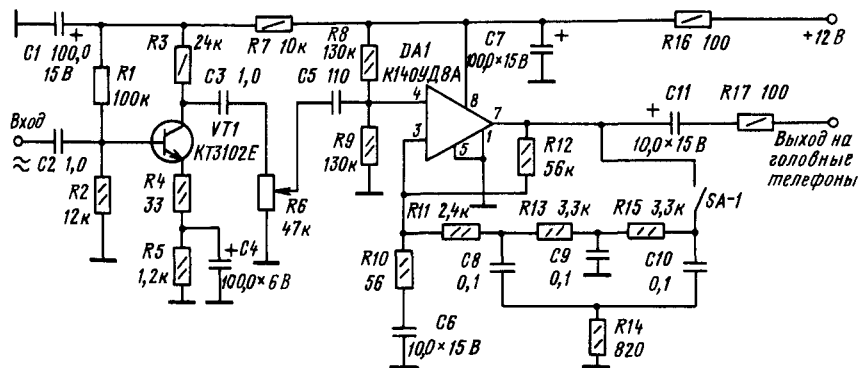 C1 100,0
15 В
+
R3
24к
R7 10к
R8
130к
DA1
К140УД8А
C7
100,0×15В
+
R16 100
+12 В
R1
100к
C3 1,0
C5 110
4
8
7
3
5
1
C11
+
10,0×15В
R17 100
Вход
≈
C2 1,0
VT1
КТ3102Е
R9
130к
R12
56к
Выход на
головные
телефоны
R2
12к
R4
33
R6
47к
SA-1
R11 2,4к
R13 3,3к
R15 3,3к
R5
1,2к
+
C4
100,0×6В
R10
56
C8
0,1
C9
0,1
C10
0,1
C6
10,0×15 В
R14
820